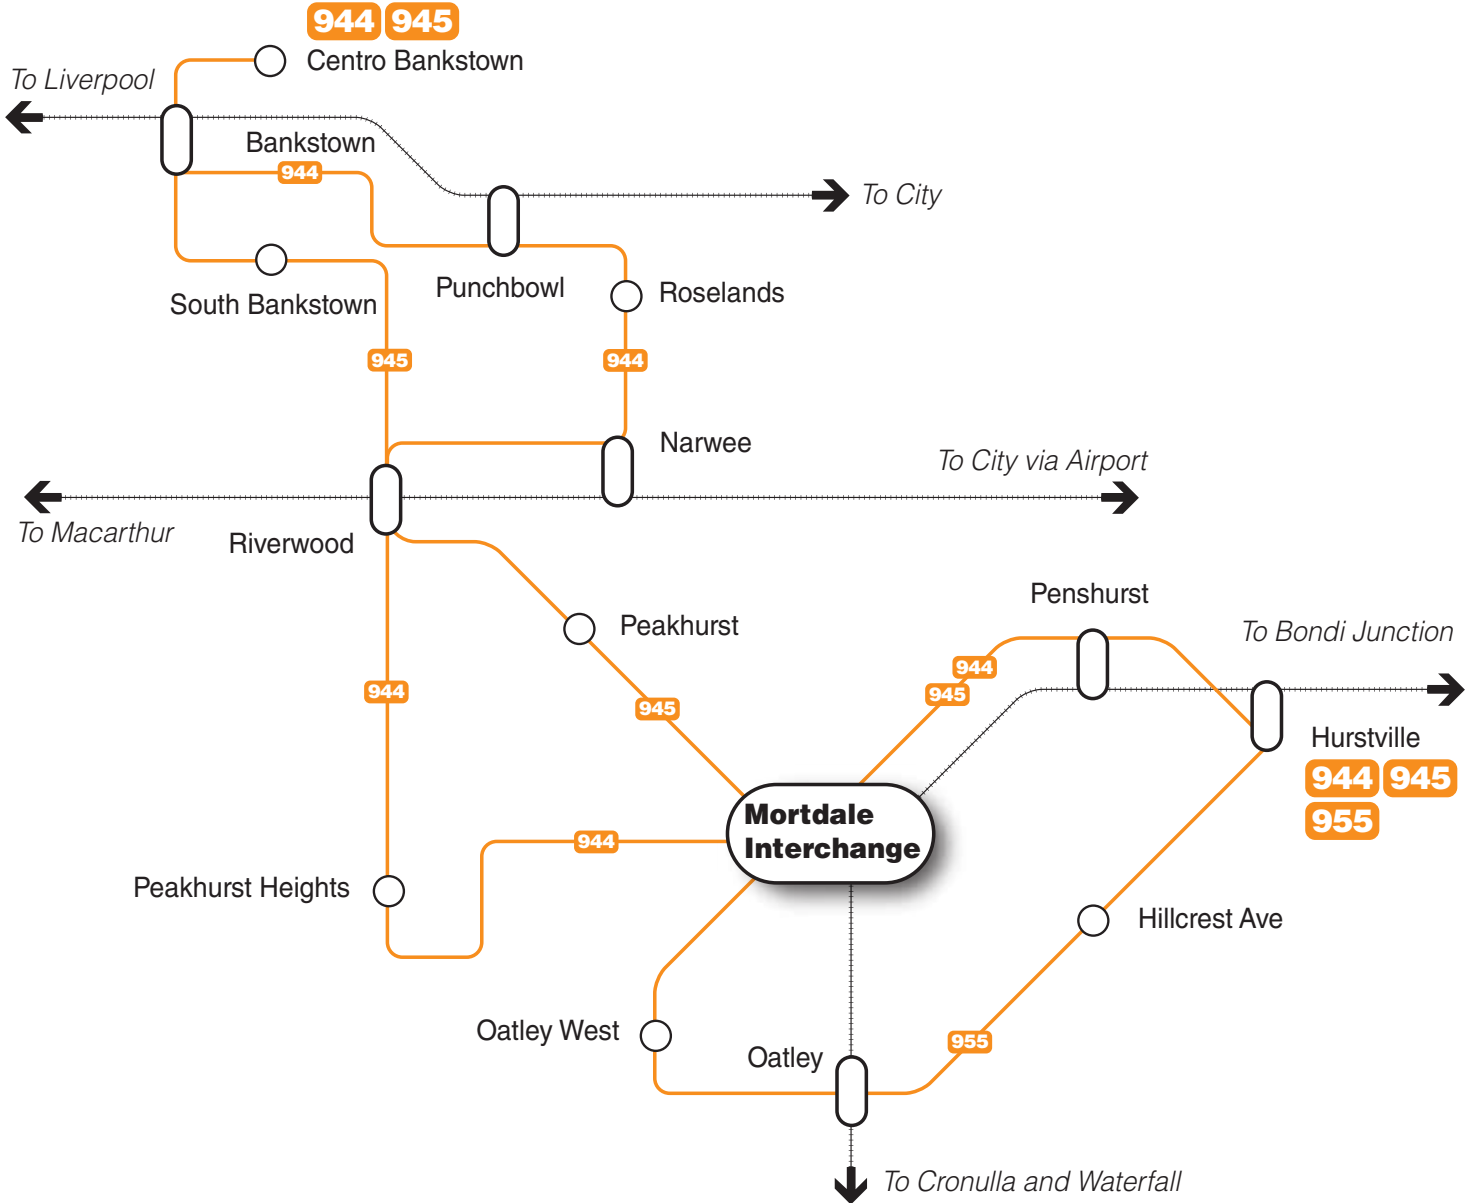 944 945
Centro Bankstown
To Liverpool
Bankstown
944
To City
Punchbowl
Roselands
South Bankstown
945
944
Narwee
To City via Airport
To Macarthur
Riverwood
Penshurst
Peakhurst
To Bondi Junction
944
944
945
945
Hurstville
944 945
955
Mortdale
Interchange
944
Peakhurst Heights
Hillcrest Ave
Oatley West
955
Oatley
To Cronulla and Waterfall